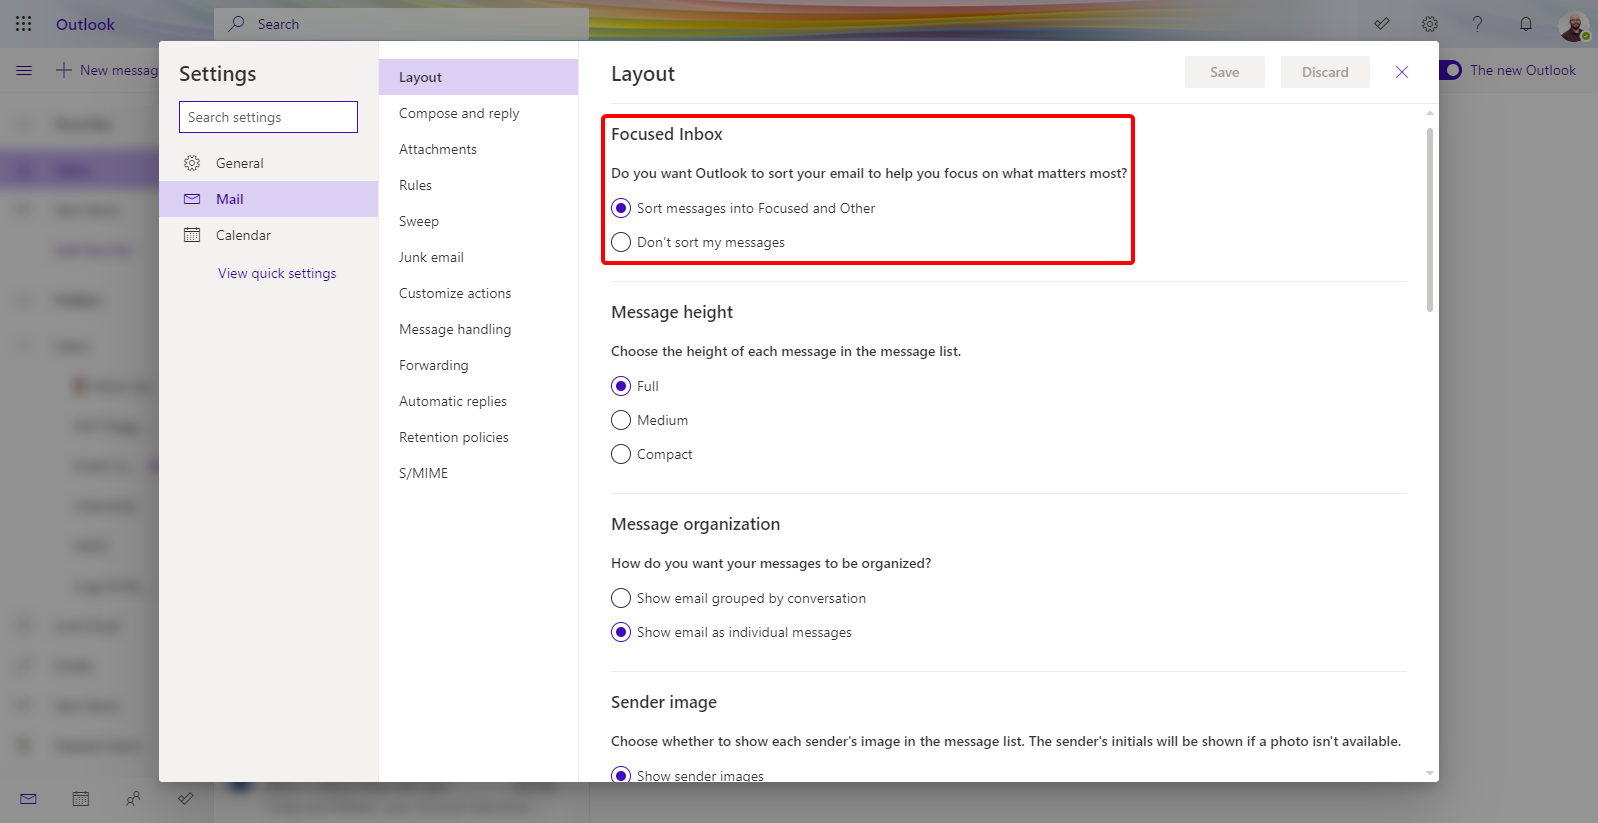 Outlook
Search
New messag
The new Outlook
Settings
Search settings
General
Mail
Calendar
View quick settings
Layout
Compose and reply
Attachments
Rules
Sweep
Junk email
Customize actions
Message handling
Forwarding
Automatic replies
Retention policies
S/MIME
Layout
Save
Discard
Focused Inbox
Do you want Outlook to sort your email to help you focus on what matters most?
Sort messages into Focused and Other
Don't sort my messages
Message height
Choose the height of each message in the message list.
Full
Medium
Compact
Message organization
How do you want your messages to be organized?
Show email grouped by conversation
Show email as individual messages
Sender image
Choose whether to show each sender's image in the message list. The sender's initials will be shown if a photo isn't available.
Show sender images